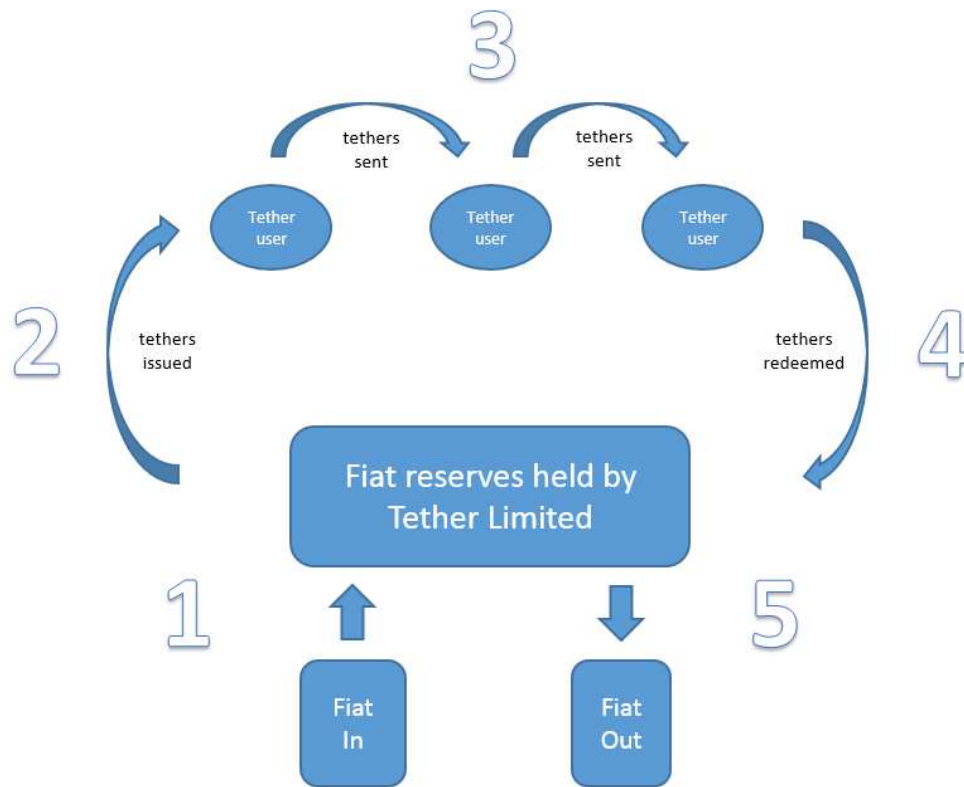 3
tethers
sent
tethers
sent
Tether
user
Tether
user
Tether
user
2
tethers
issued
tethers
redeemed
4
Fiat reserves held by
Tether Limited
1
5
Fiat
In
Fiat
Out